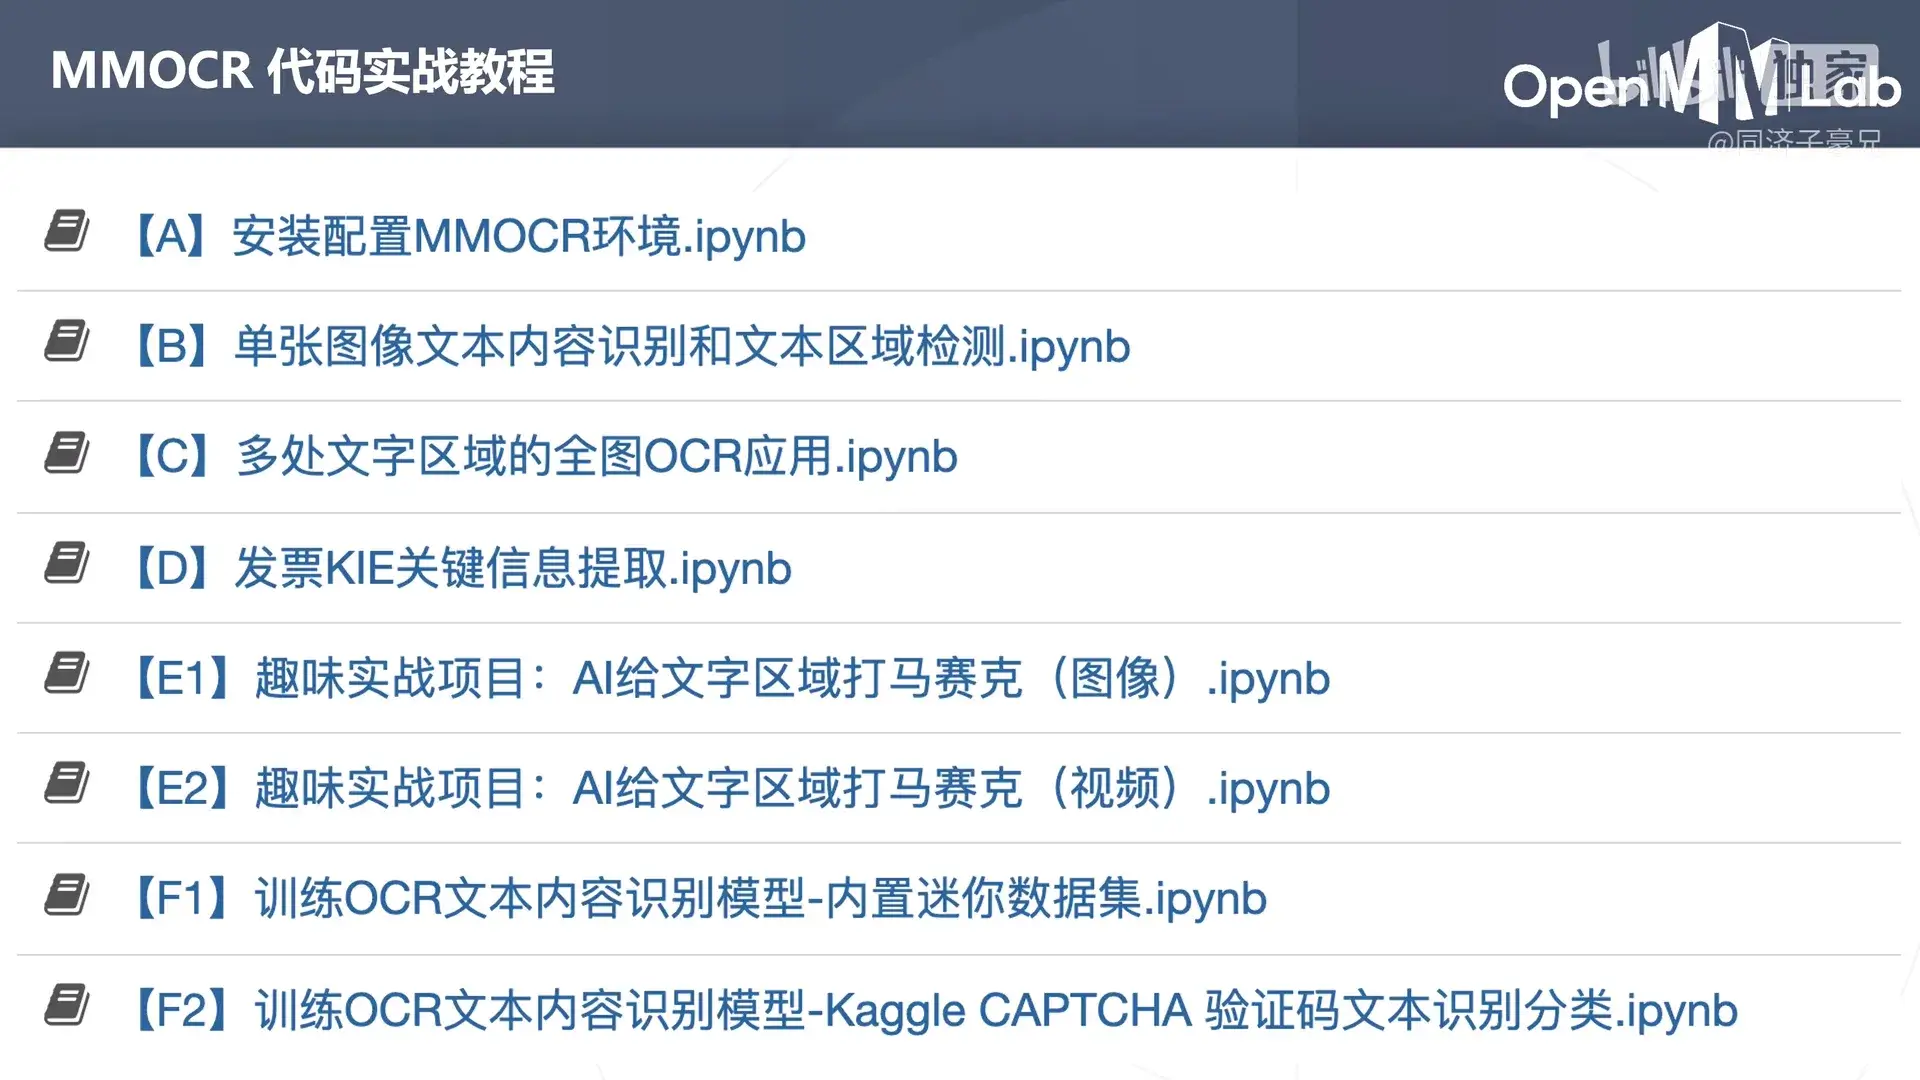 MMOCR 代码实战教程
OpenMMLab
bilibili 独家
@同济子豪兄
【A】安装配置MMOCR环境.ipynb
【B】单张图像文本内容识别和文本区域检测.ipynb
【C】多处文字区域的全图OCR应用.ipynb
【D】发票KIE关键信息提取.ipynb
【E1】趣味实战项目：AI给文字区域打马赛克（图像）.ipynb
【E2】趣味实战项目：AI给文字区域打马赛克（视频）.ipynb
【F1】训练OCR文本内容识别模型-内置迷你数据集.ipynb
【F2】训练OCR文本内容识别模型-Kaggle CAPTCHA 验证码文本识别分类.ipynb